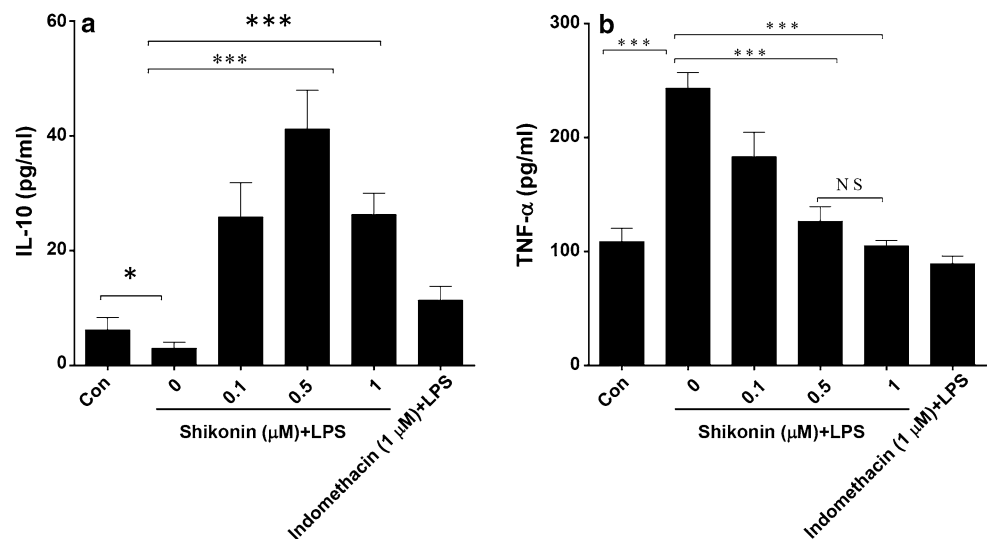 a
IL-10 (pg/ml)
60
40
20
0
***
***
*
Con
0
0.1
0.5
1
Indomethacin (1 μM)+LPS
Shikonin (μM)+LPS
b
TNF-α (pg/ml)
300
200
100
0
***
***
***
NS
Con
0
0.1
0.5
1
Indomethacin (1 μM)+LPS
Shikonin (μM)+LPS